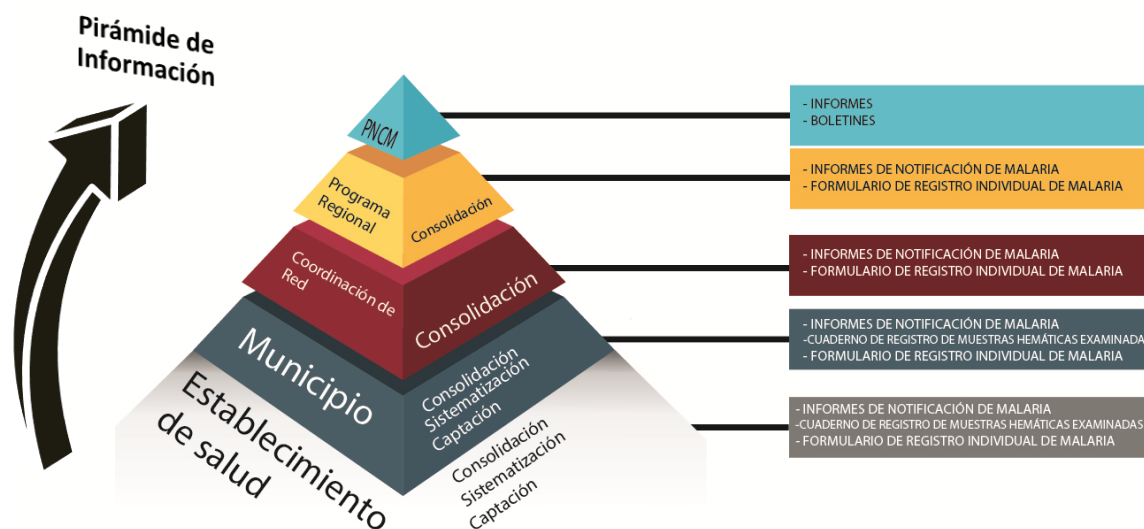 Pirámide de
Información
PNCM
- INFORMES
- BOLETINES
Programa
Regional
Consolidación
- INFORMES DE NOTIFICACIÓN DE MALARIA
- FORMULARIO DE REGISTRO INDIVIDUAL DE MALARIA
Coordinación de
Red
Consolidación
- INFORMES DE NOTIFICACIÓN DE MALARIA
- FORMULARIO DE REGISTRO INDIVIDUAL DE MALARIA
Municipio
Consolidación
Sistematización
Captación
- INFORMES DE NOTIFICACIÓN DE MALARIA
-CUADERNO DE REGISTRO DE MUESTRAS HEMÁTICAS EXAMINADA
- FORMULARIO DE REGISTRO INDIVIDUAL DE MALARIA
Establecimiento
de salud
Consolidación
Sistematización
Captación
- INFORMES DE NOTIFICACIÓN DE MALARIA
-CUADERNO DE REGISTRO DE MUESTRAS HEMÁTICAS EXAMINADAS
- FORMULARIO DE REGISTRO INDIVIDUAL DE MALARIA